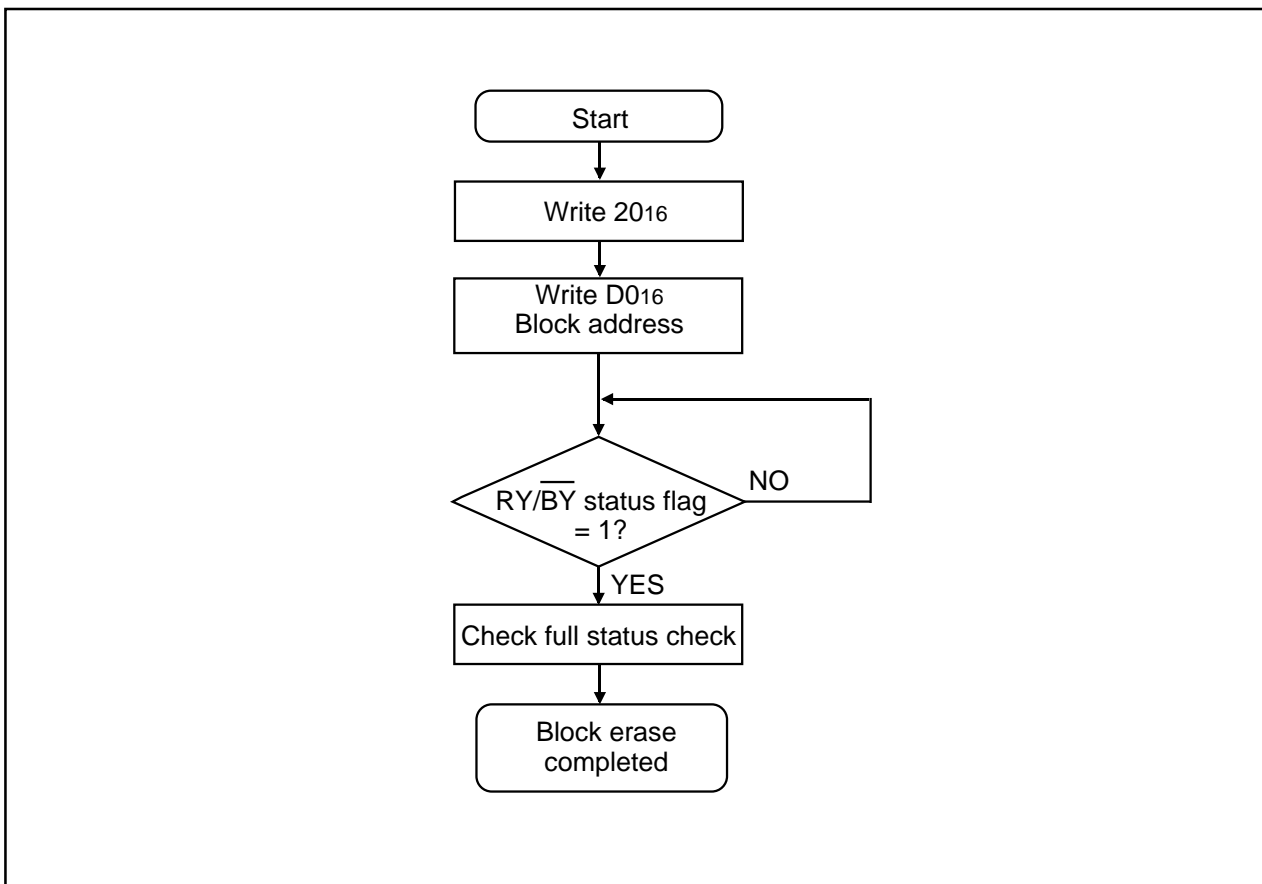 Start
Write 2016
Write D016
Block address
RY/B̅Y̅ status flag
= 1?
NO
YES
Check full status check
Block erase
completed